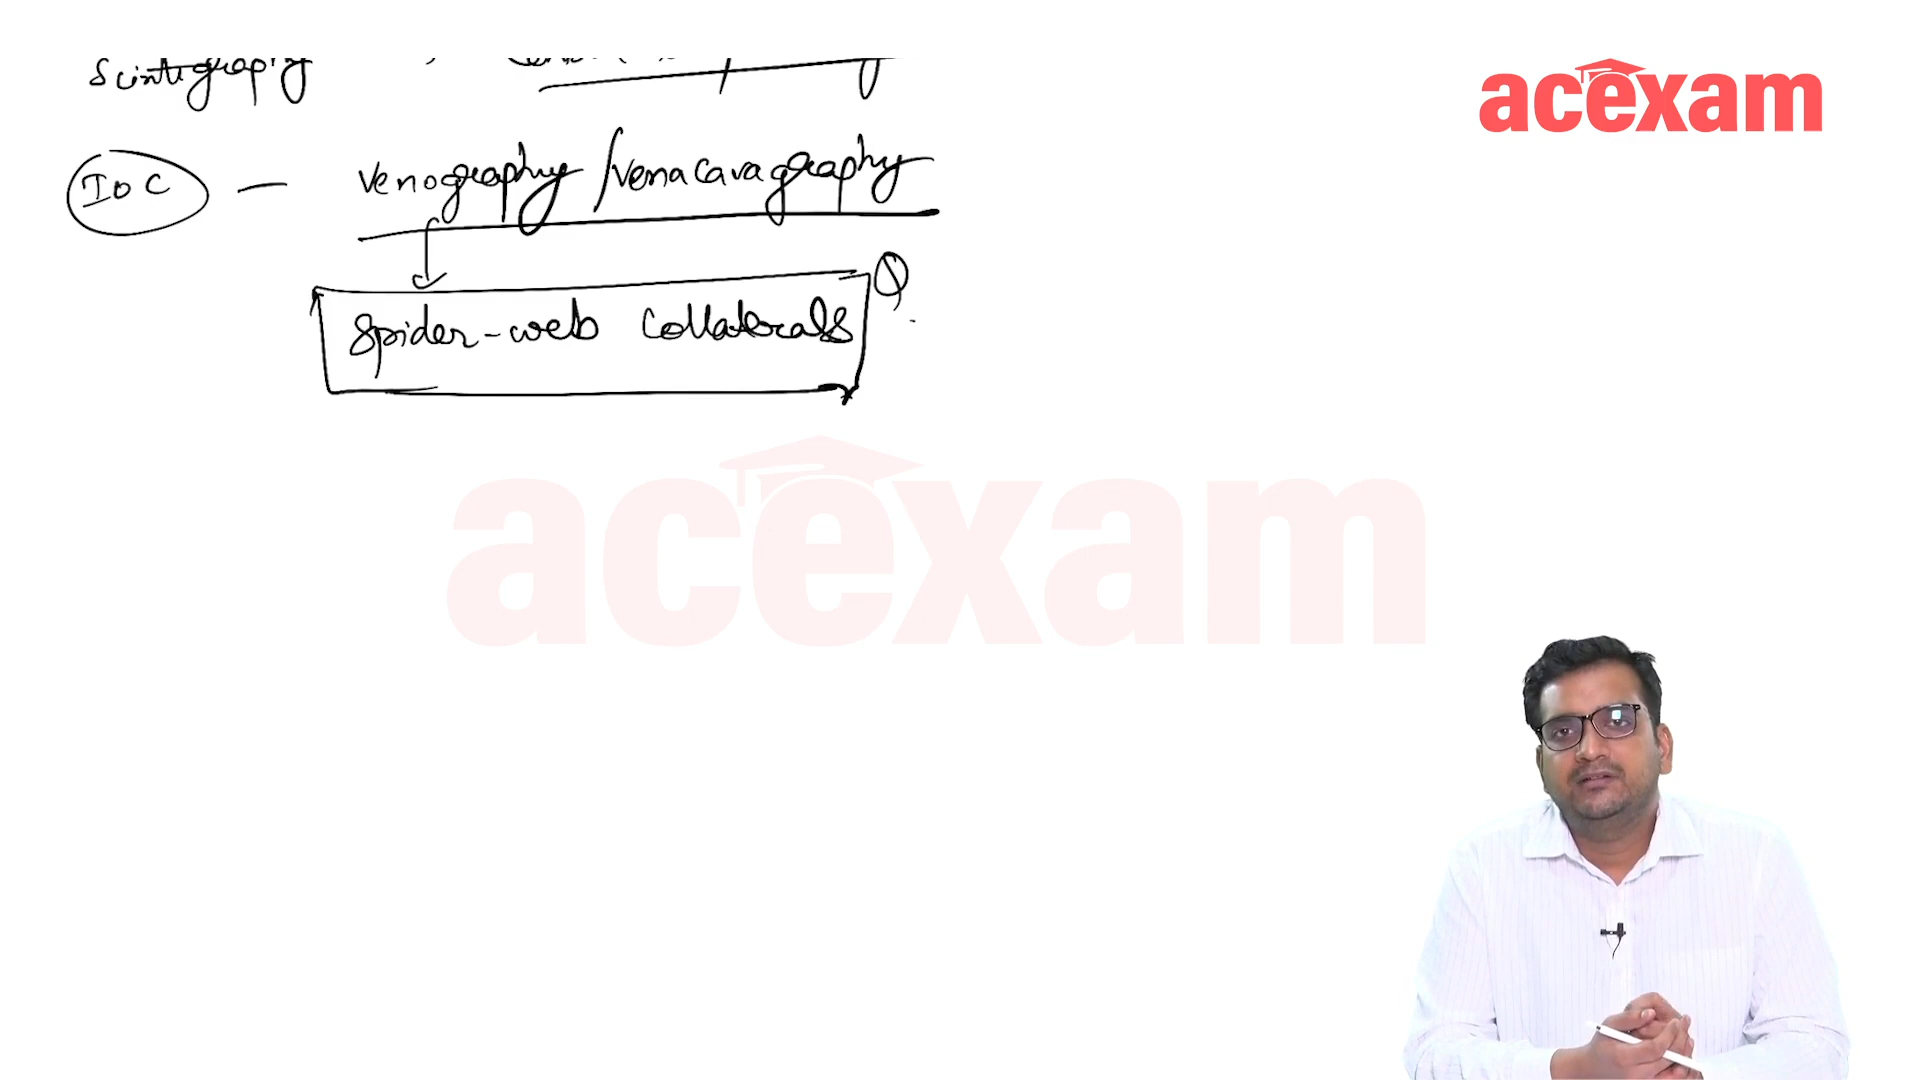 Scintigraphy
acexam
IOC — venography / venacavagraphy
Spider-web collaterals Q
acexam